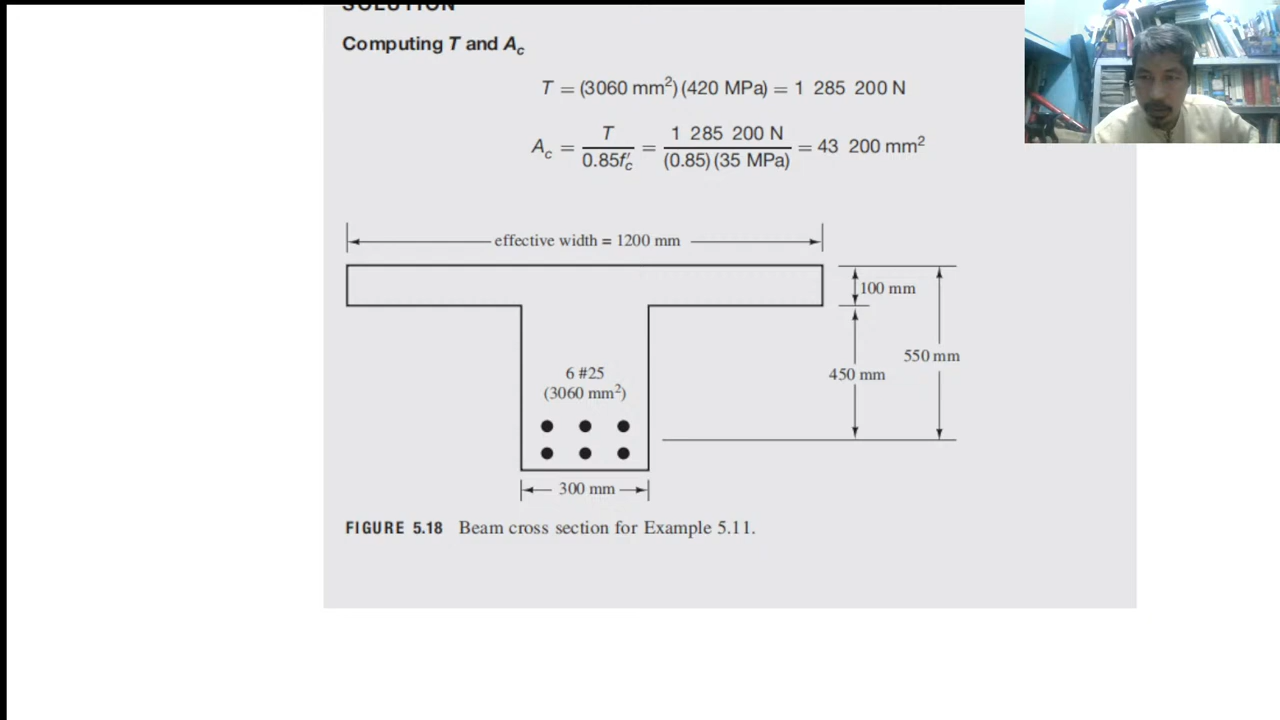 SOLUTION
Computing T and A_c
T = (3060 mm²)(420 MPa) = 1 285 200 N
A_c = T / 0.85f′_c = 1 285 200 N / (0.85)(35 MPa) = 43 200 mm²
effective width = 1200 mm
100 mm
550 mm
450 mm
6 #25
(3060 mm²)
300 mm
FIGURE 5.18 Beam cross section for Example 5.11.